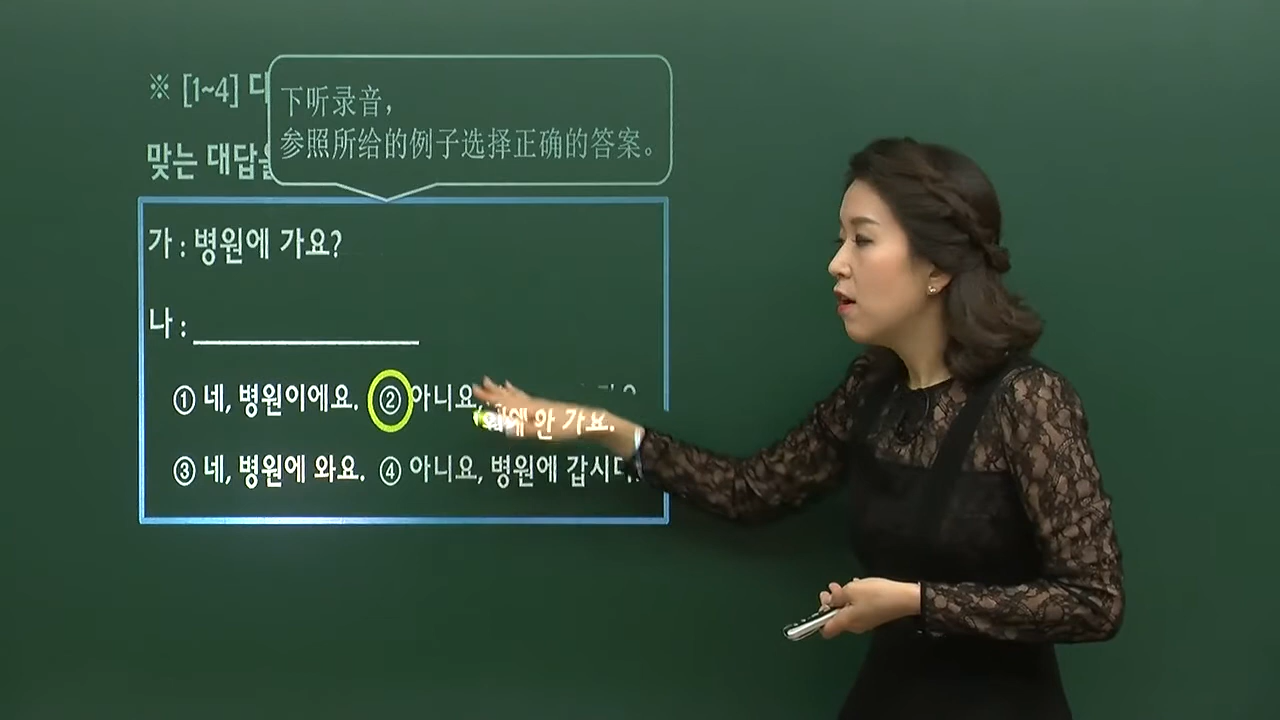 ※ [1~4]
下听录音，
参照所给的例子选择正确的答案。
맞는 대답을
가 : 병원에 가요?
나 :
① 네, 병원이에요. ② 아니요, 병원에 안 가요.
③ 네, 병원에 와요. ④ 아니요, 병원에 갑시다.